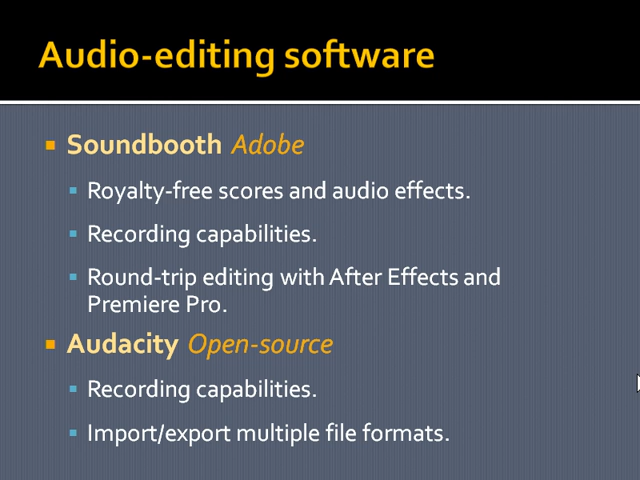 Audio-editing software
Soundbooth Adobe
Royalty-free scores and audio effects.
Recording capabilities.
Round-trip editing with After Effects and
Premiere Pro.
Audacity Open-source
Recording capabilities.
Import/export multiple file formats.